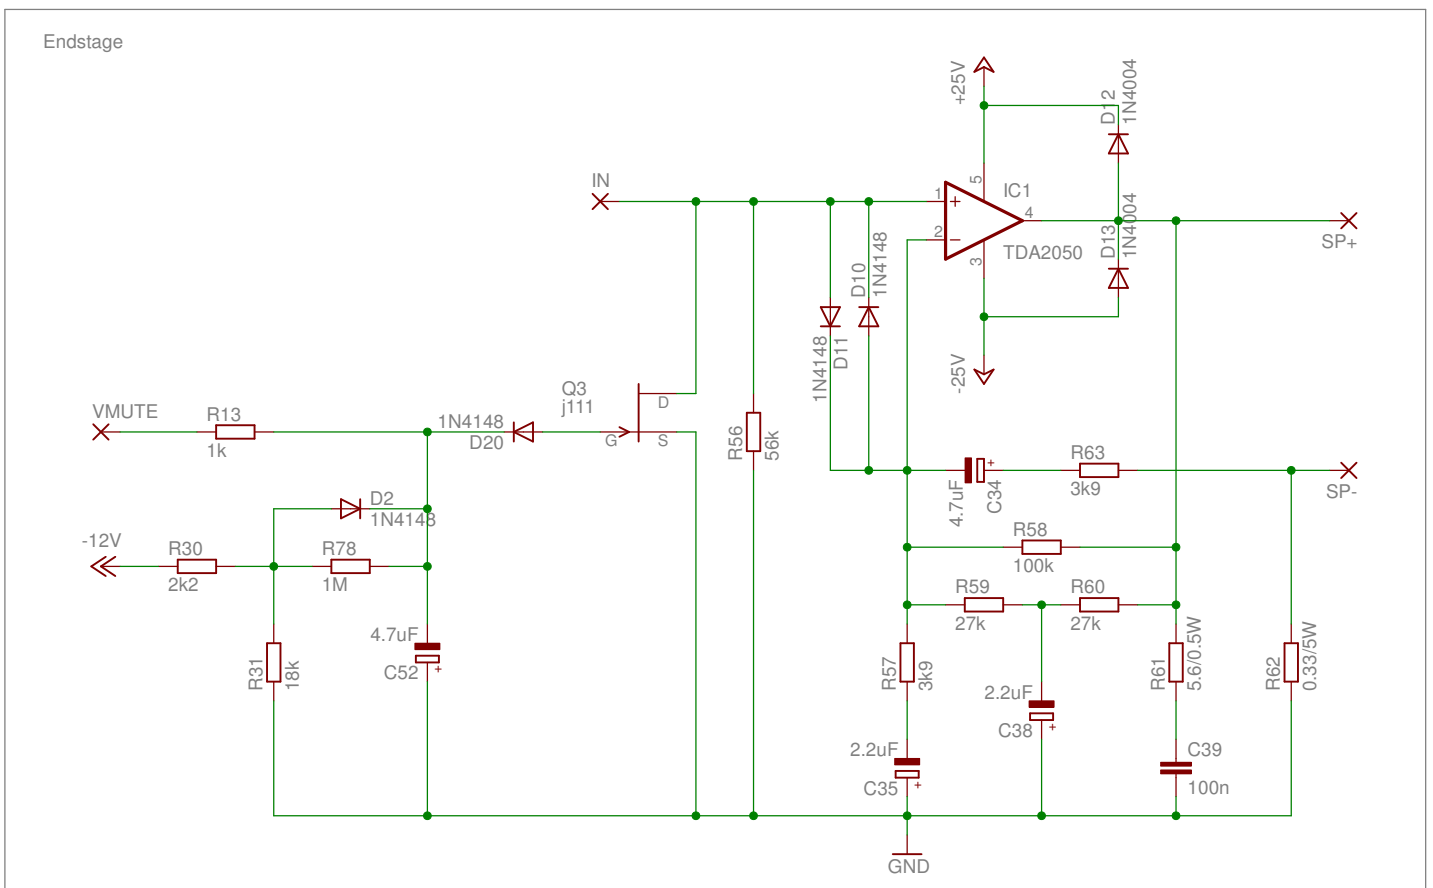 Endstage
+25V
D12
1N4004
IN
5
IC1
1
+
4
2
−
3
TDA2050
D13
1N4004
SP+
D10
1N4148
1N4148
D11
-25V
Q3
j111
D
G
S
VMUTE
R13
1k
1N4148
D20
R56
56k
4.7uF
+
C34
R63
3k9
SP-
D2
1N4148
-12V
R30
2k2
R78
1M
R58
100k
R59
27k
R60
27k
R31
18k
4.7uF
C52
+
R57
3k9
2.2uF
C38
+
R61
5.6/0.5W
R62
0.33/5W
2.2uF
C35
+
C39
100n
GND